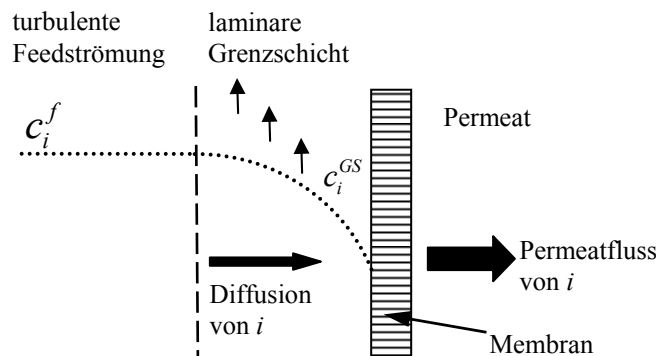 turbulente
Feedströmung
laminare
Grenzschicht
c_i^f
Permeat
c_i^{GS}
Permeatfluss
von i
Diffusion
von i
Membran